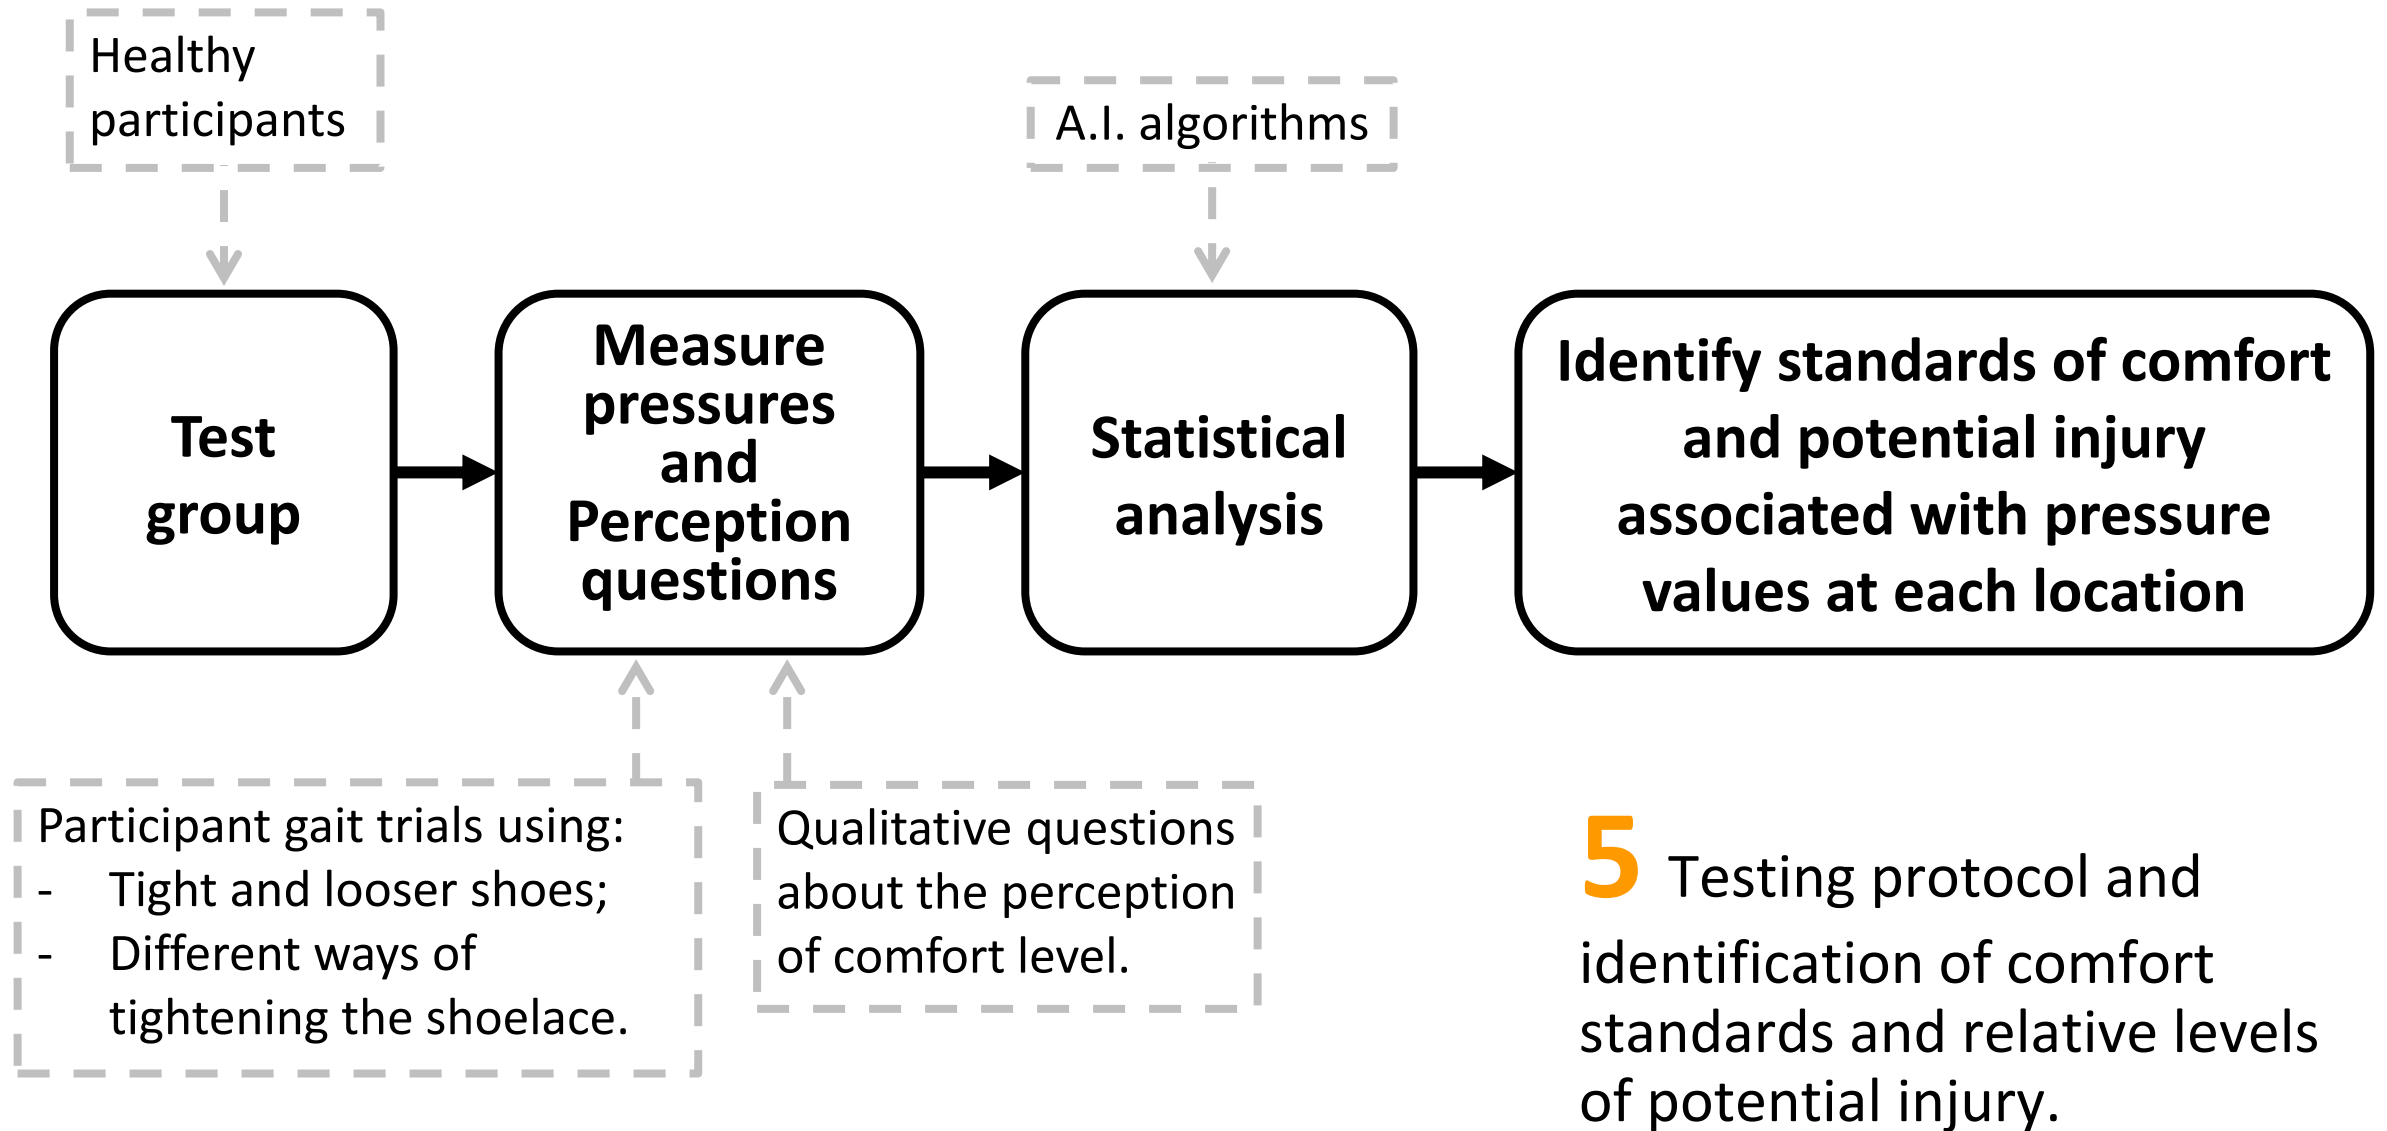 Healthy
participants
A.I. algorithms
Test
group
Measure
pressures
and
Perception
questions
Statistical
analysis
Identify standards of comfort
and potential injury
associated with pressure
values at each location
Participant gait trials using:
- Tight and looser shoes;
- Different ways of
tightening the shoelace.
Qualitative questions
about the perception
of comfort level.
5 Testing protocol and
identification of comfort
standards and relative levels
of potential injury.